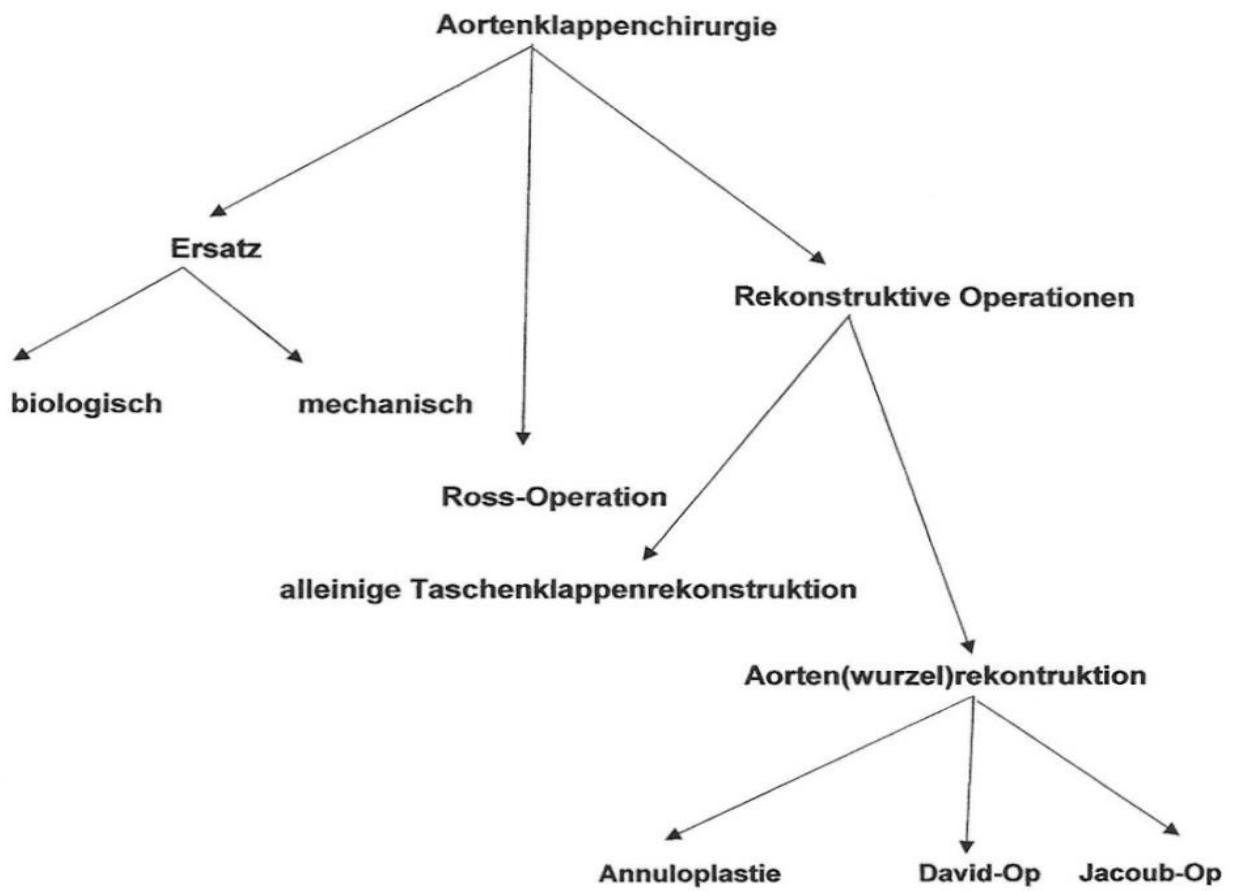 Aortenklappenchirurgie
Ersatz
Rekonstruktive Operationen
biologisch
mechanisch
Ross-Operation
alleinige Taschenklappenrekonstruktion
Aorten(wurzel)rekontruktion
Annuloplastie
David-Op
Jacoub-Op